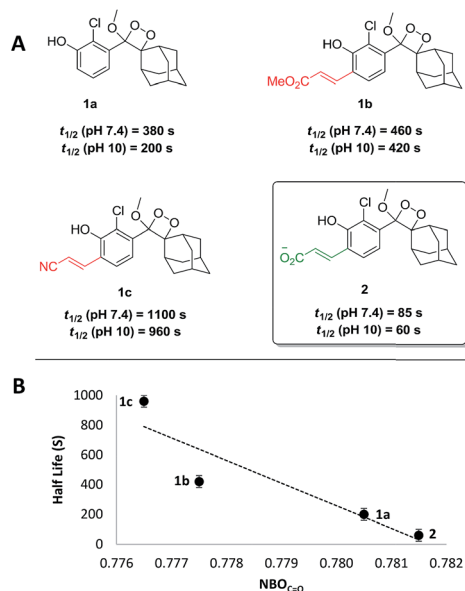 A
O Cl O-O
HO
1a
t1/2 (pH 7.4) = 380 s
t1/2 (pH 10) = 200 s
O Cl O-O
OH
MeO2C
1b
t1/2 (pH 7.4) = 460 s
t1/2 (pH 10) = 420 s
O Cl O-O
OH
NC
1c
t1/2 (pH 7.4) = 1100 s
t1/2 (pH 10) = 960 s
O Cl O-O
HO
−O2C
2
t1/2 (pH 7.4) = 85 s
t1/2 (pH 10) = 60 s
B
Half Life (S)
1000
800
600
400
200
0
1c
1b
1a
2
0.776 0.777 0.778 0.779 0.780 0.781 0.782
NBOC=O